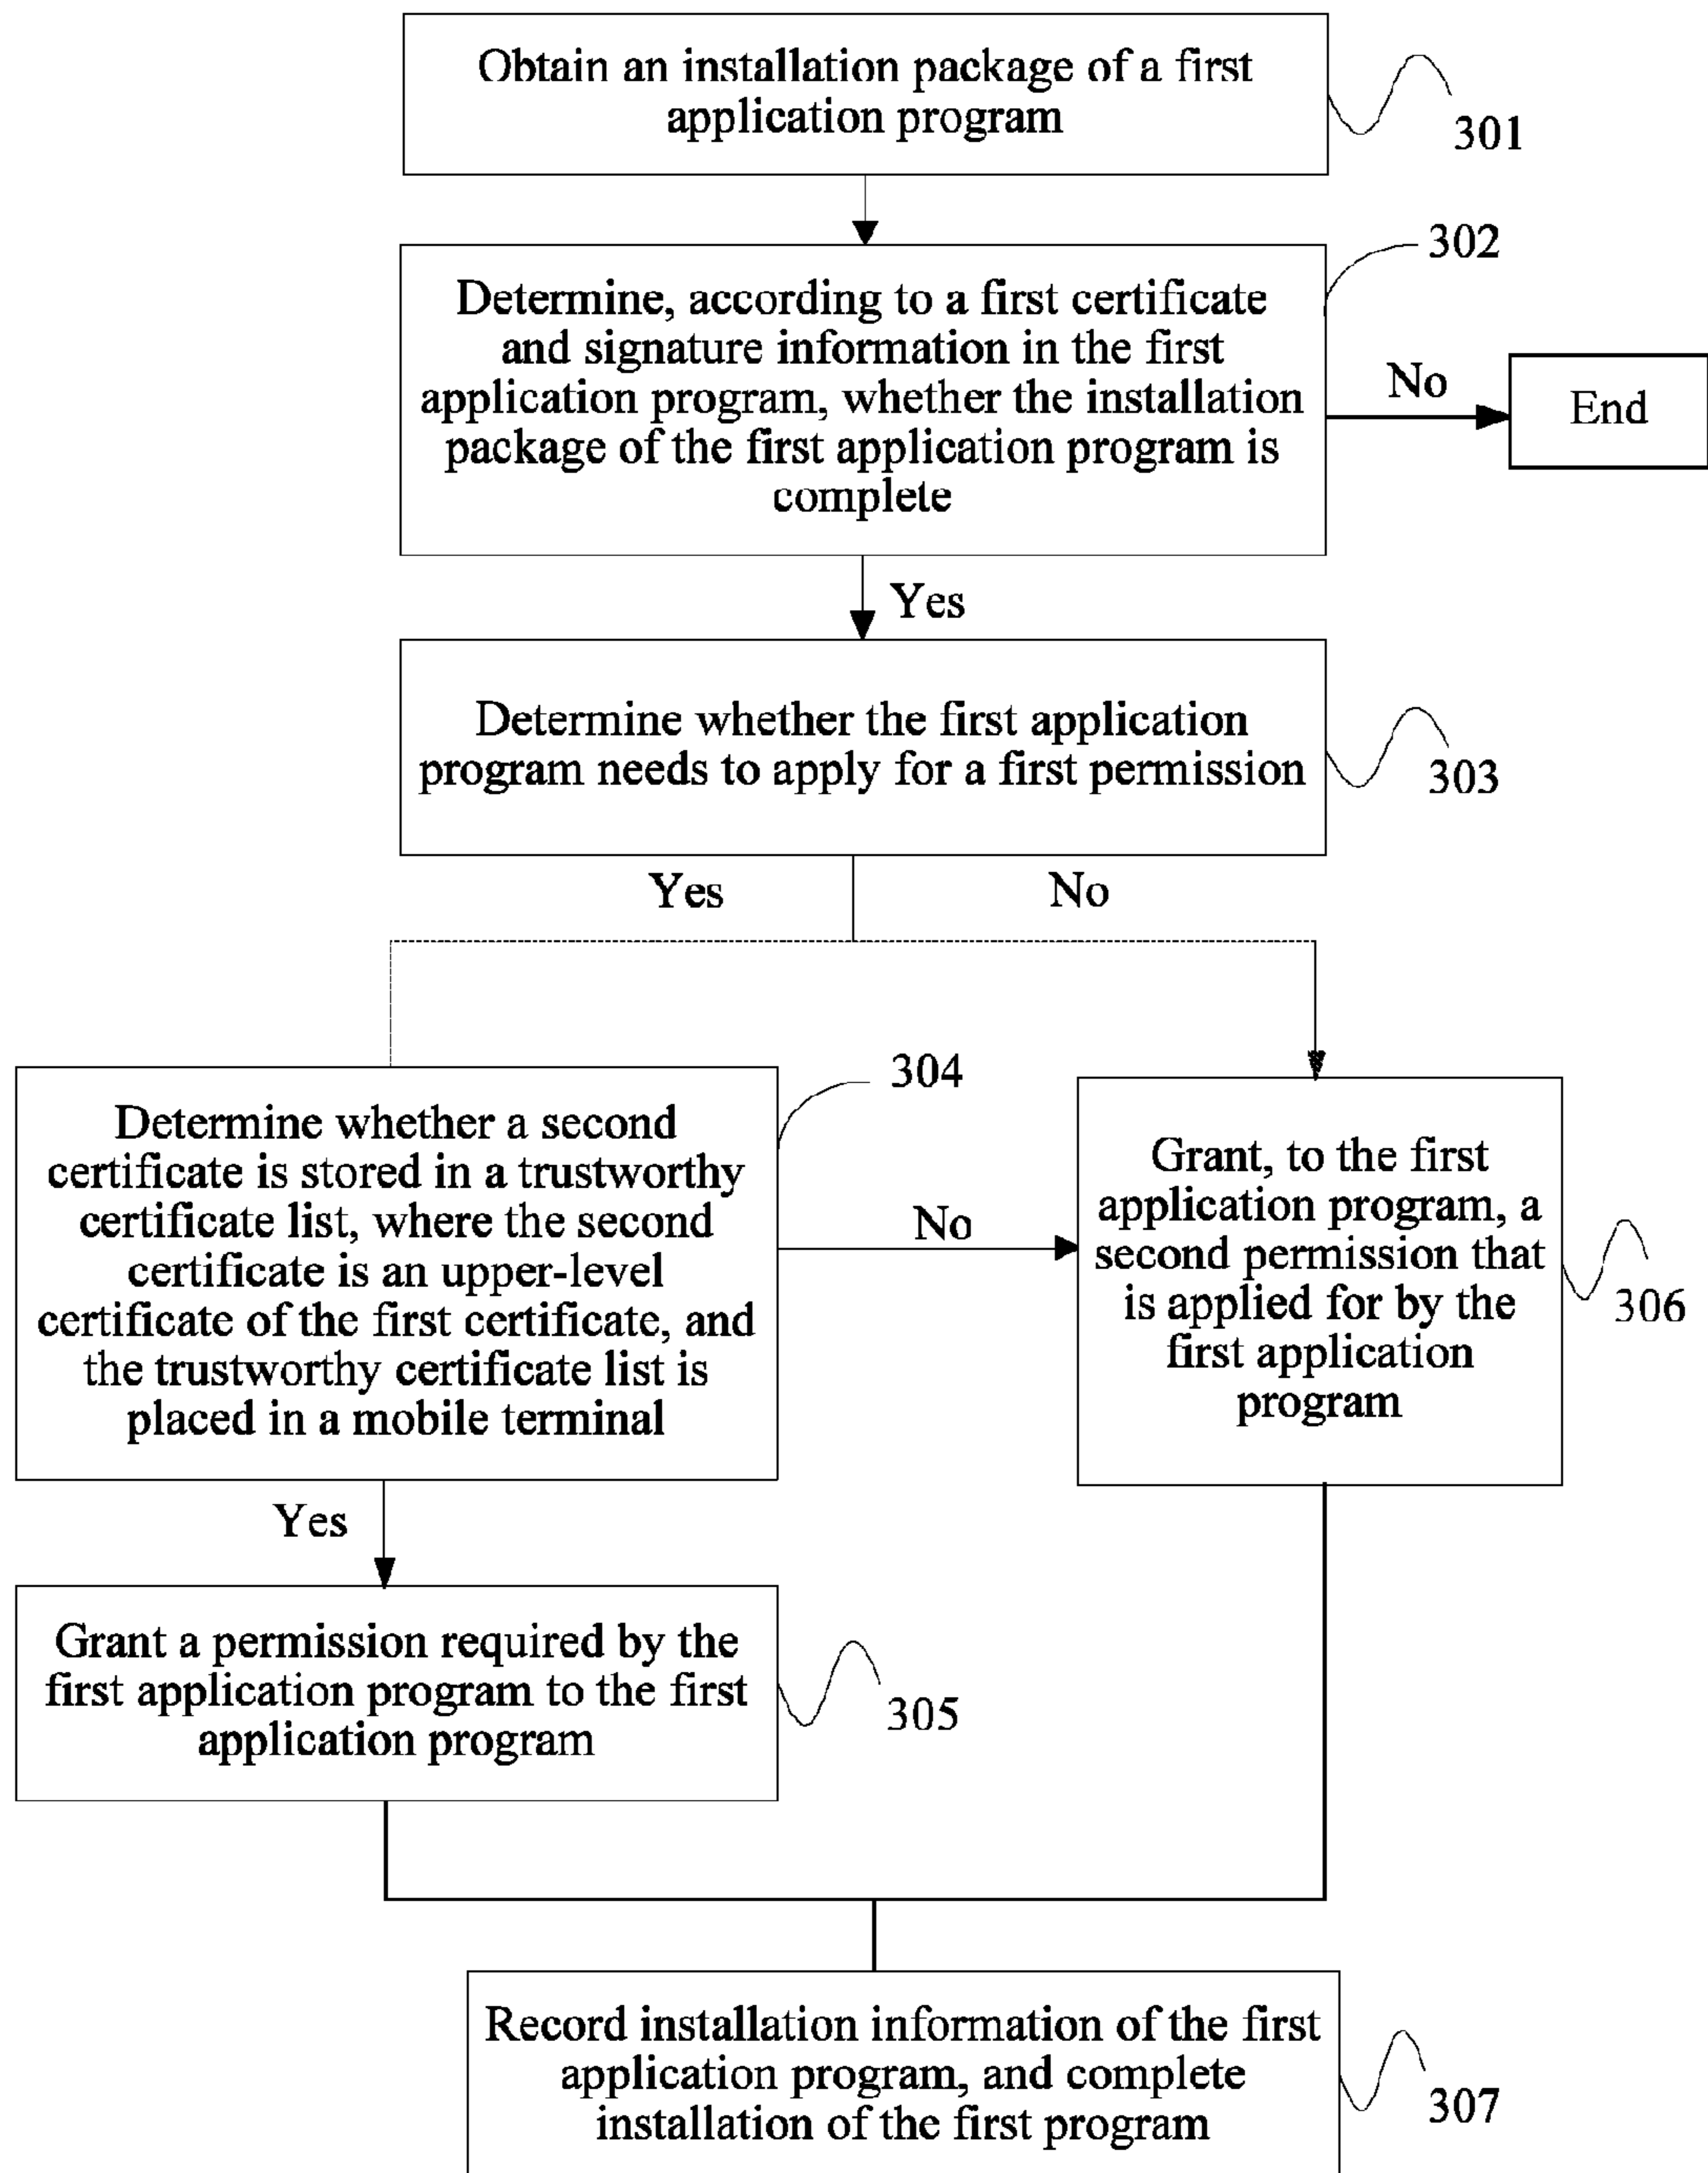 Obtain an installation package of a first
application program
301
302
Determine, according to a first certificate
and signature information in the first
application program, whether the installation
package of the first application program is
complete
No
End
Yes
Determine whether the first application
program needs to apply for a first permission
303
Yes
No
304
Determine whether a second
certificate is stored in a trustworthy
certificate list, where the second
certificate is an upper-level
certificate of the first certificate, and
the trustworthy certificate list is
placed in a mobile terminal
No
Grant, to the first
application program, a
second permission that
is applied for by the
first application
program
306
Yes
Grant a permission required by the
first application program to the first
application program
305
Record installation information of the first
application program, and complete
installation of the first program
307